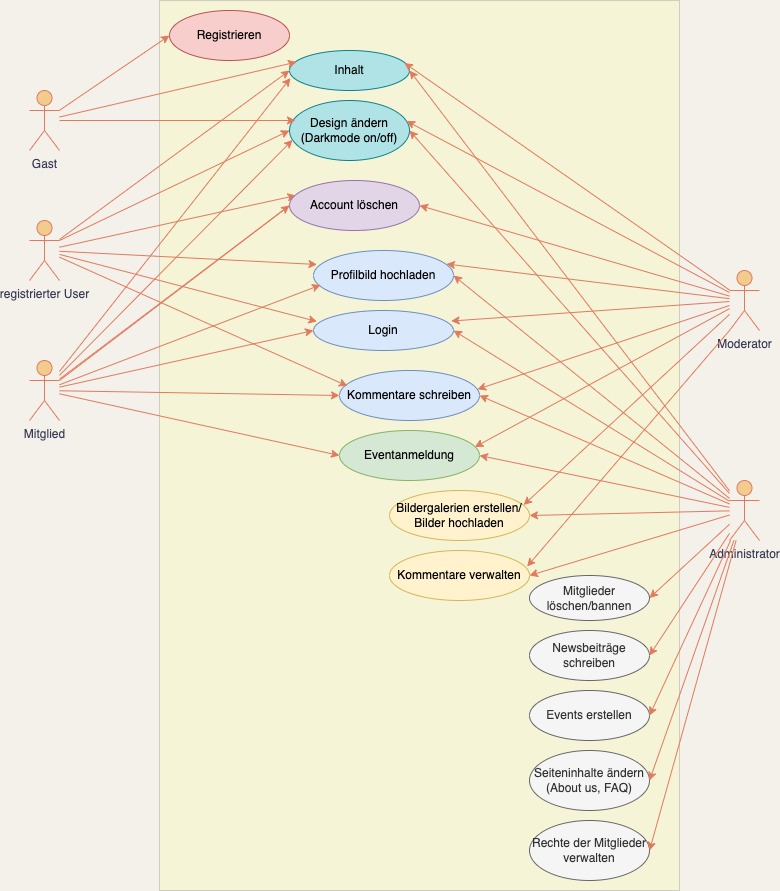 Registrieren
Inhalt
Design ändern
(Darkmode on/off)
Gast
Account löschen
Profilbild hochladen
registrierter User
Login
Moderator
Kommentare schreiben
Mitglied
Eventanmeldung
Bildergalerien erstellen/
Bilder hochladen
Administrator
Kommentare verwalten
Mitglieder
löschen/bannen
Newsbeiträge
schreiben
Events erstellen
Seiteninhalte ändern
(About us, FAQ)
Rechte der Mitglieder
verwalten